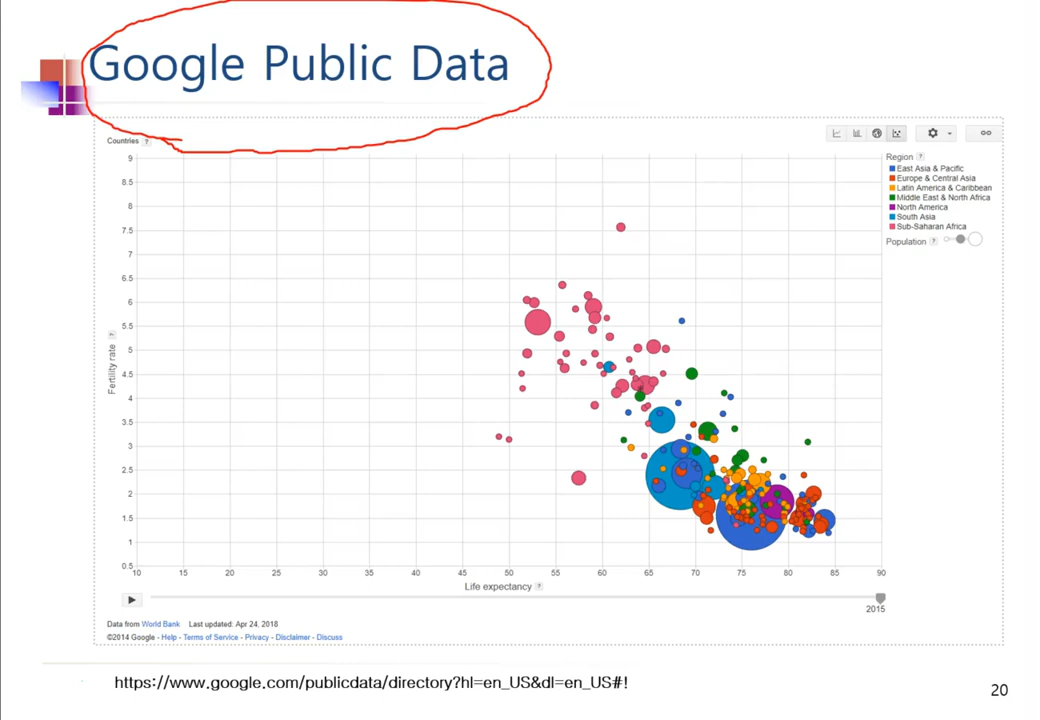 Google Public Data
Countries ?
Region ?
East Asia & Pacific
Europe & Central Asia
Latin America & Caribbean
Middle East & North Africa
North America
South Asia
Sub-Saharan Africa
Population ?
Fertility rate ?
9
8.5
8
7.5
7
6.5
6
5.5
5
4.5
4
3.5
3
2.5
2
1.5
1
0.5
10 15 20 25 30 35 40 45 50 55 60 65 70 75 80 85 90
Life expectancy ?
2015
Data from World Bank Last updated: Apr 24, 2018
©2014 Google - Help - Terms of Service - Privacy - Disclaimer - Discuss
https://www.google.com/publicdata/directory?hl=en_US&dl=en_US#!
20